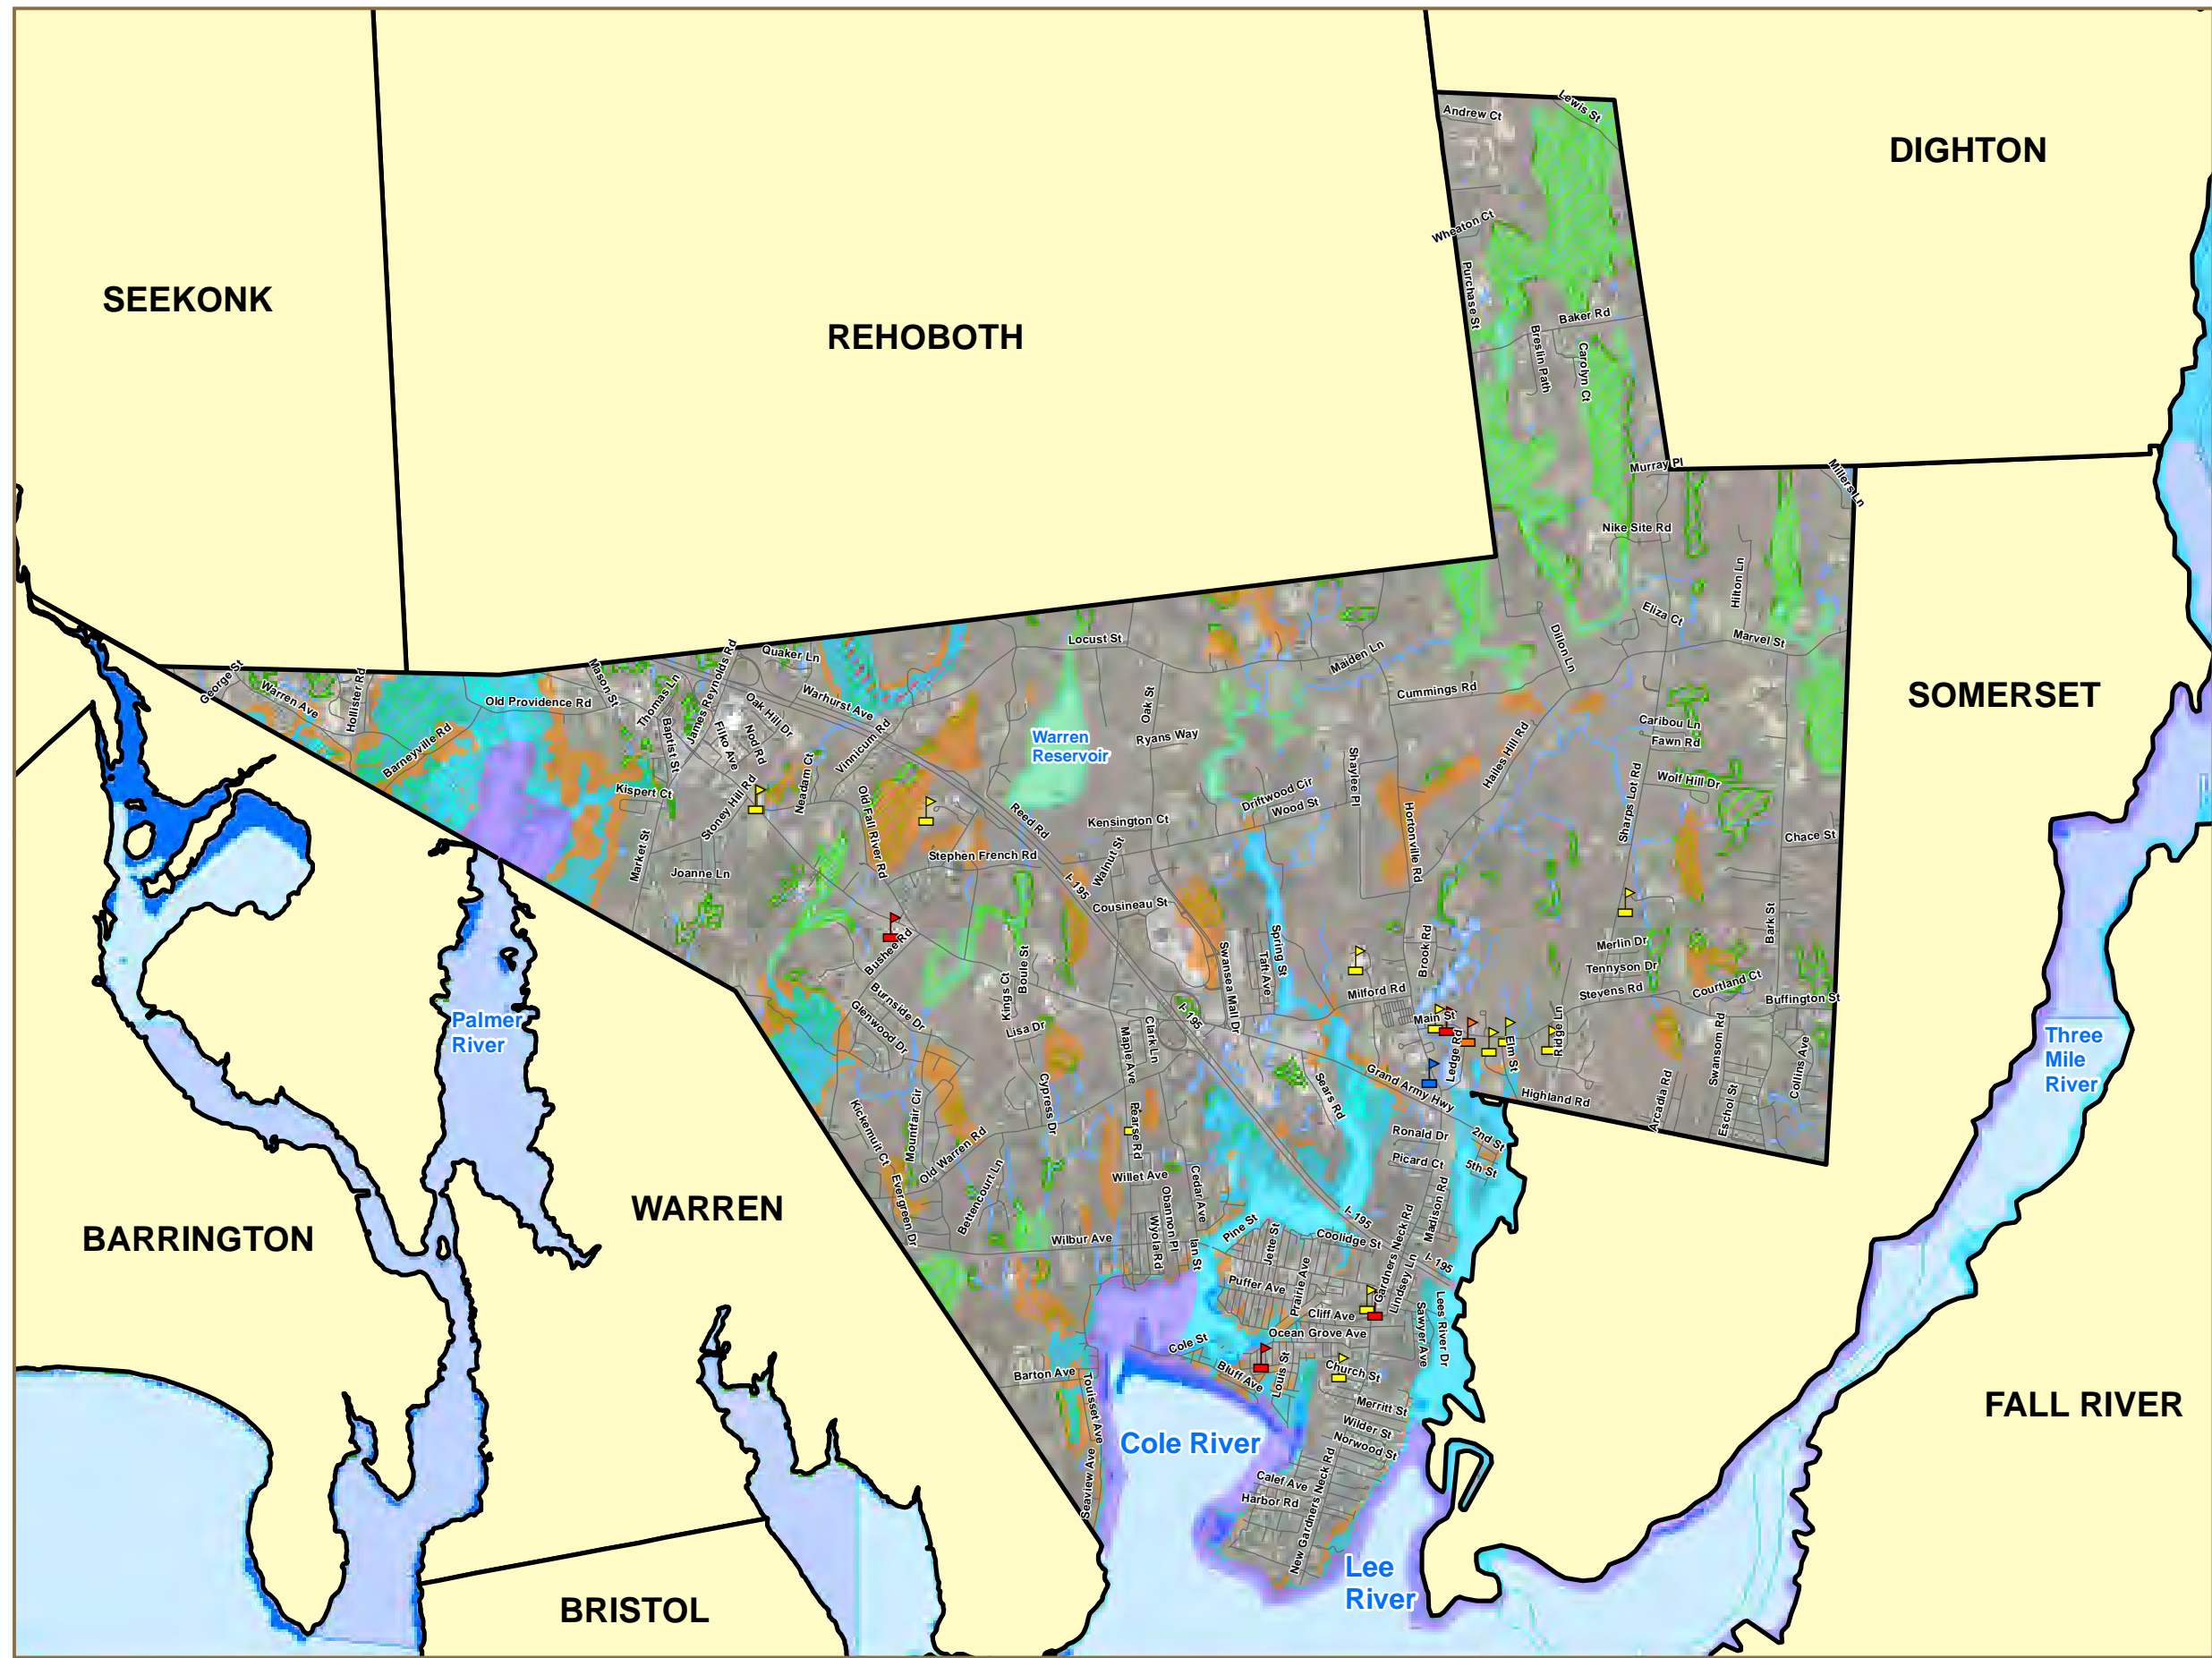 Andrew Ct
Lewis St
DIGHTON
Wheaton Ct
SEEKONK
REHOBOTH
Purchase St
Baker Rd
Breslin Path
Carolyn Ct
Murray Pl
Millers Ln
Nike Site Rd
Hilton Ln
Eliza Ct
Marvel St
Dillon Ln
Locust St
Maiden Ln
Cummings Rd
SOMERSET
George St
Warren Ave
Hollister Rd
Old Providence Rd
Barneyville Rd
Mason St
Thomas Ln
James Reynolds Rd
Quaker Ln
Oak Hill Dr
Warhurst Ave
Baptist St
Filko Ave
Nod Rd
Vinnicum Rd
Neadam Ct
Stoney Hill Rd
Kispert Ct
Market St
Joanne Ln
Old Fall River Rd
Warren
Reservoir
Oak St
Ryans Way
Reed Rd
Kensington Ct
Driftwood Cir
Wood St
Shaylee Pl
Hortonville Rd
Hailes Hill Rd
Caribou Ln
Fawn Rd
Wolf Hill Dr
Sharps Lot Rd
Chace St
Stephen French Rd
I- 195
Walnut St
Cousineau St
Bushee Rd
Boule St
Kings Ct
Burnside Dr
Glenwood Dr
Lisa Dr
Swansea Mall Dr
Taft Ave
Spring St
Milford Rd
Brook Rd
Main St
Ledge Rd
Elm St
Ridge Ln
Merlin Dr
Tennyson Dr
Stevens Rd
Courtland Ct
Bark St
Buffington St
Palmer
River
I- 195
Maple Ave
Clark Ln
Cypress Dr
Pearse Rd
Sears Rd
Grand Army Hwy
Highland Rd
Arcadia Rd
Swansom Rd
Eschol St
Collins Ave
Three
Mile
River
Kickemuit Ct
Mountfair Cir
Old Warren Rd
Evergreen Dr
Bettencourt Ln
Willet Ave
Obannon Pl
Wyola Rd
Cedar Ave
Ian St
Wilbur Ave
Ronald Dr
Picard Ct
2nd St
5th St
Madison Rd
WARREN
BARRINGTON
Pine St
Jette St
Coolidge St
I- 195
Gardners Neck Rd
Lindsey Ln
I- 195
Puffer Ave
Prairie Ave
Cliff Ave
Ocean Grove Ave
Sawyer Ave
Lees River Dr
Cole St
Bluff Ave
Louis St
Church St
Barton Ave
Touisset Ave
Seaview Ave
Merritt St
Wilder St
Norwood St
Cole River
FALL RIVER
Calef Ave
Harbor Rd
New Gardners Neck Rd
Lee
River
BRISTOL